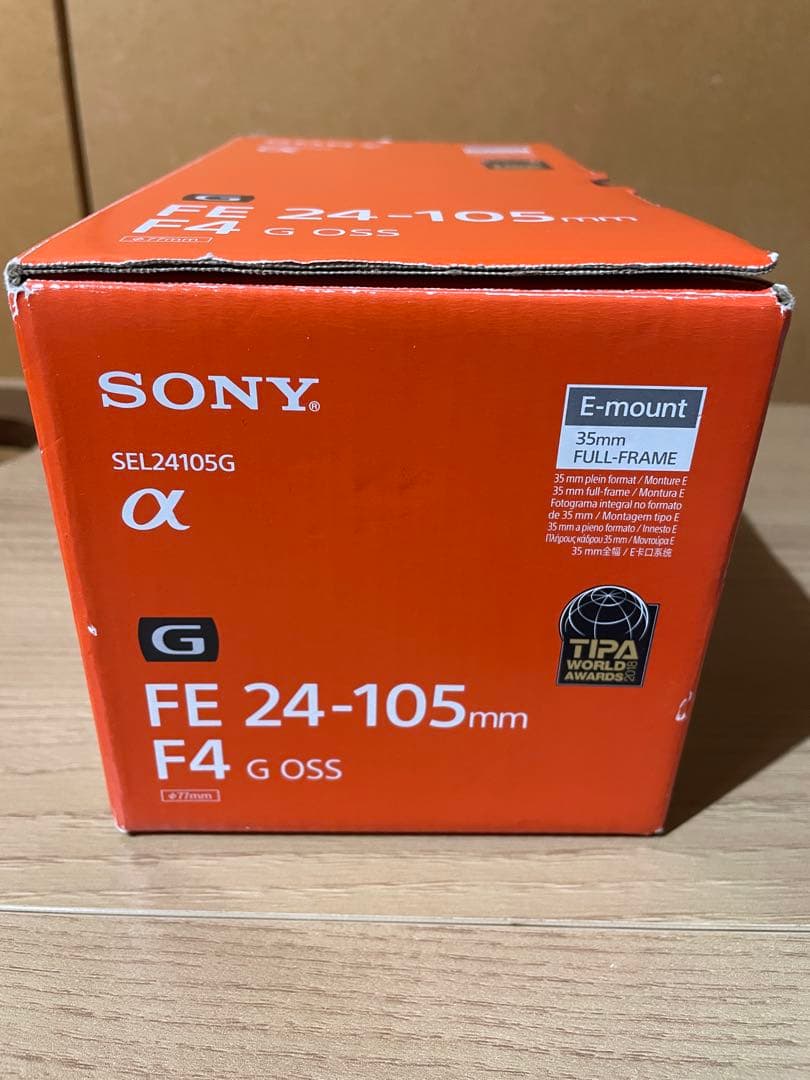 G
FE 24-105mm
F4 G OSS
⌀77mm
SONY®
SEL24105G
α
E-mount
35mm
FULL-FRAME
35 mm plein format / Monture E
35 mm full-frame / Montura E
Fotograma integral no formato
de 35 mm / Montagem tipo E
35 mm a pieno formato / Innesto E
Πλήρους κάδρου 35 mm / Μοντούρα E
35 mm全幅 / E卡口系统
TIPA
WORLD
AWARDS 2018
G
FE 24-105mm
F4 G OSS
⌀77mm